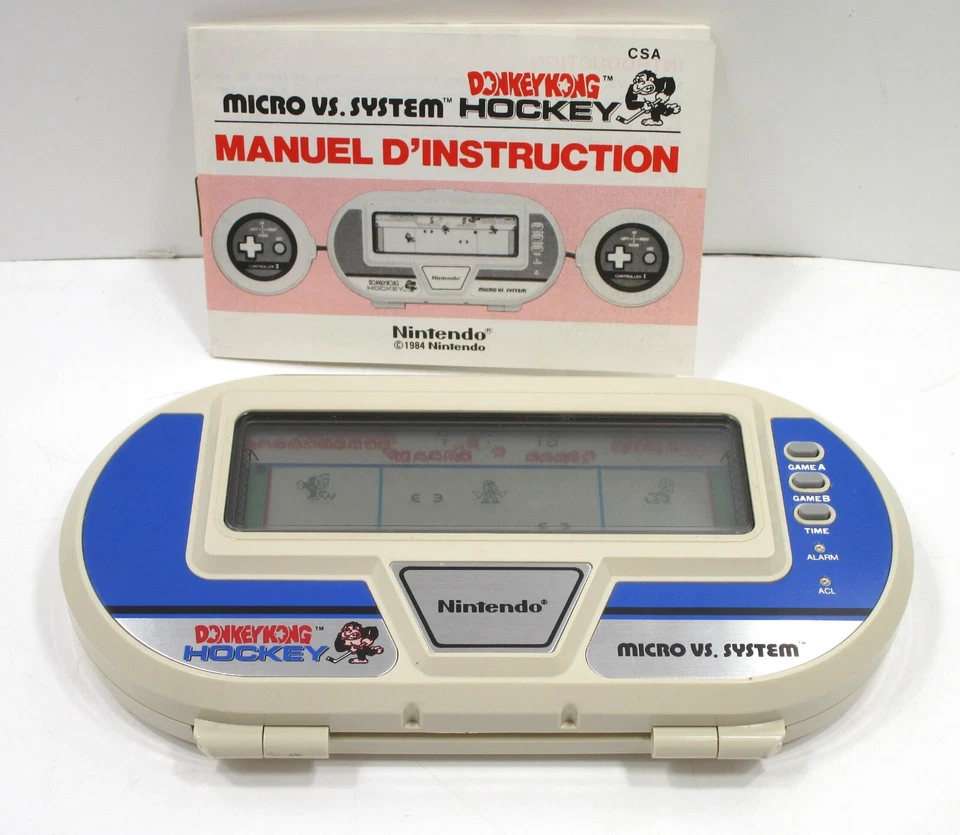 CSA
DONKEY KONG™
MICRO VS. SYSTEM™ HOCKEY
MANUEL D'INSTRUCTION
CONTROLLER 2
Nintendo
DONKEY KONG
HOCKEY
MICRO VS. SYSTEM
CONTROLLER 1
Nintendo®
©1984 Nintendo
GAME A
GAME B
TIME
ALARM
ACL
Nintendo®
DONKEY KONG™
HOCKEY
MICRO VS. SYSTEM™